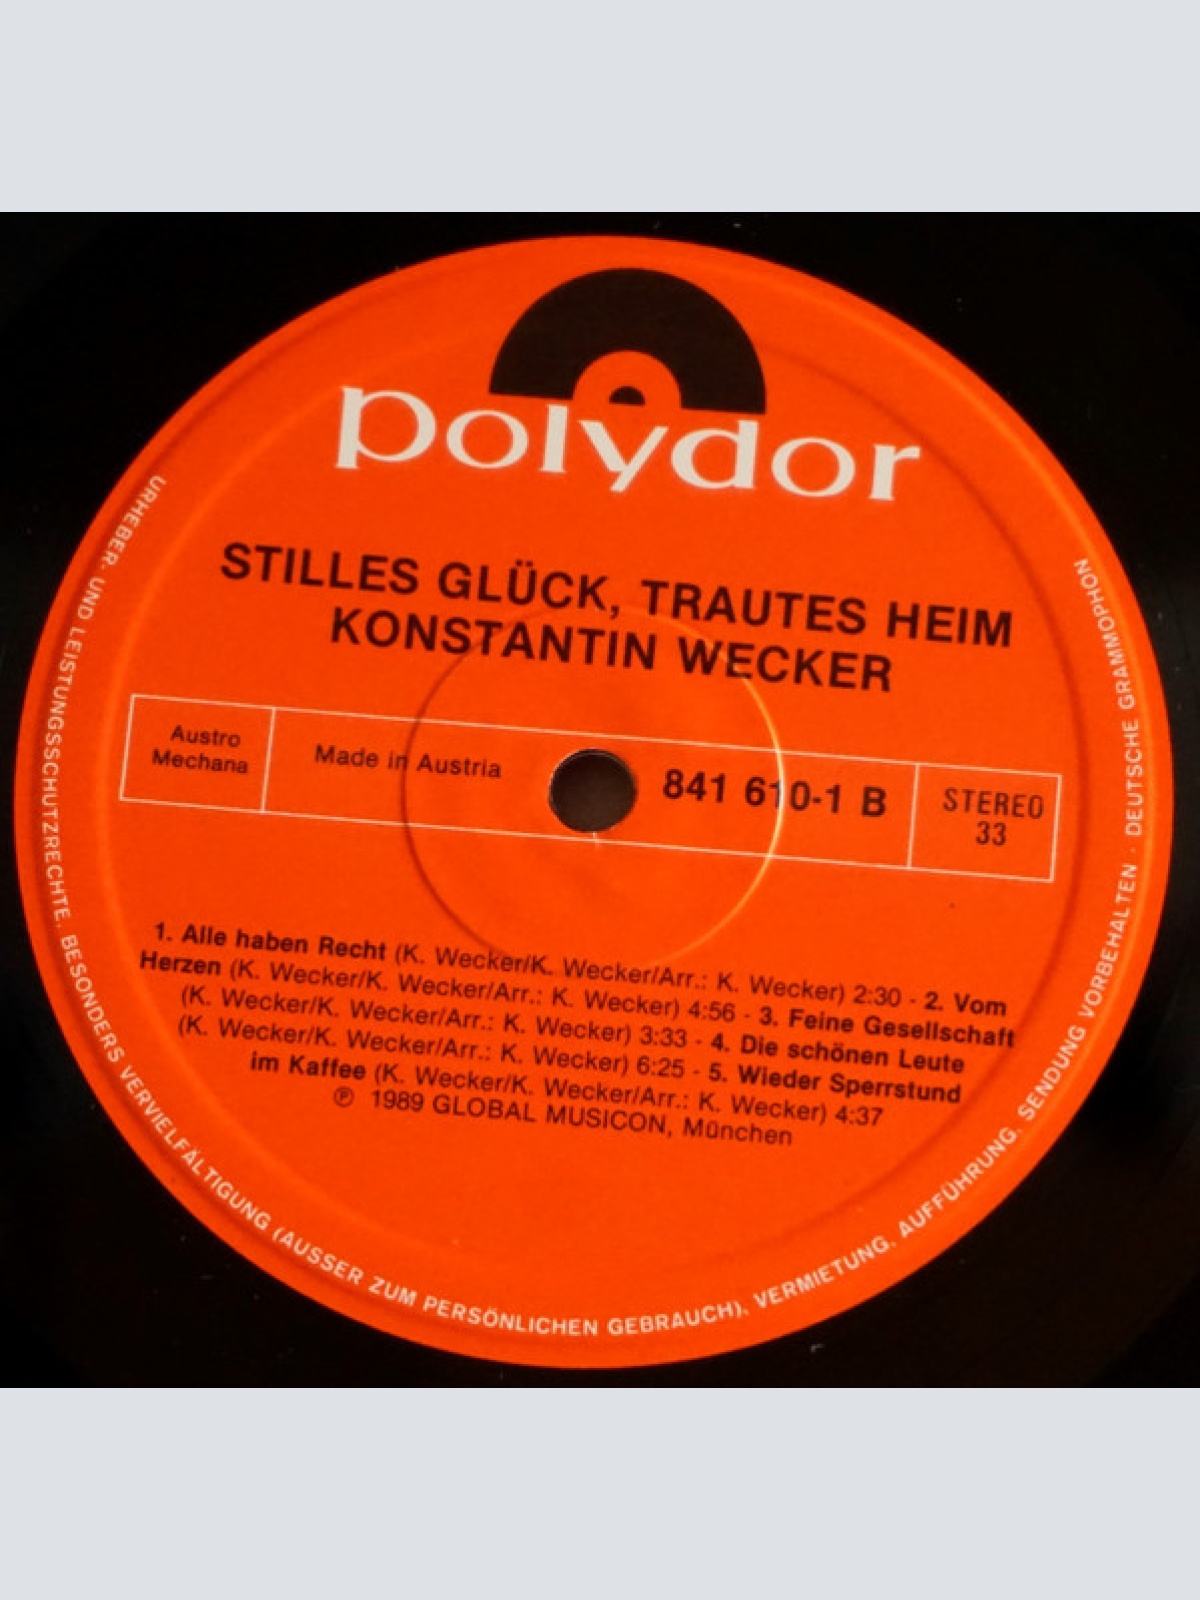 polydor
STILLES GLÜCK, TRAUTES HEIM
KONSTANTIN WECKER
Austro
Mechana
Made in Austria
841 610-1 B
STEREO
33
1. Alle haben Recht (K. Wecker/K. Wecker/Arr.: K. Wecker) 2:30 - 2. Vom
Herzen (K. Wecker/K. Wecker/Arr.: K. Wecker) 4:56 - 3. Feine Gesellschaft
(K. Wecker/K. Wecker/Arr.: K. Wecker) 3:33 - 4. Die schönen Leute
(K. Wecker/K. Wecker/Arr.: K. Wecker) 6:25 - 5. Wieder Sperrstund
im Kaffee (K. Wecker/K. Wecker/Arr.: K. Wecker) 4:37
℗ 1989 GLOBAL MUSICON, München
URHEBER- UND LEISTUNGSSCHUTZRECHTE, BESONDERS VERVIELFÄLTIGUNG (AUSSER ZUM PERSÖNLICHEN GEBRAUCH), VERMIETUNG, AUFFÜHRUNG, SENDUNG VORBEHALTEN · DEUTSCHE GRAMMOPHON